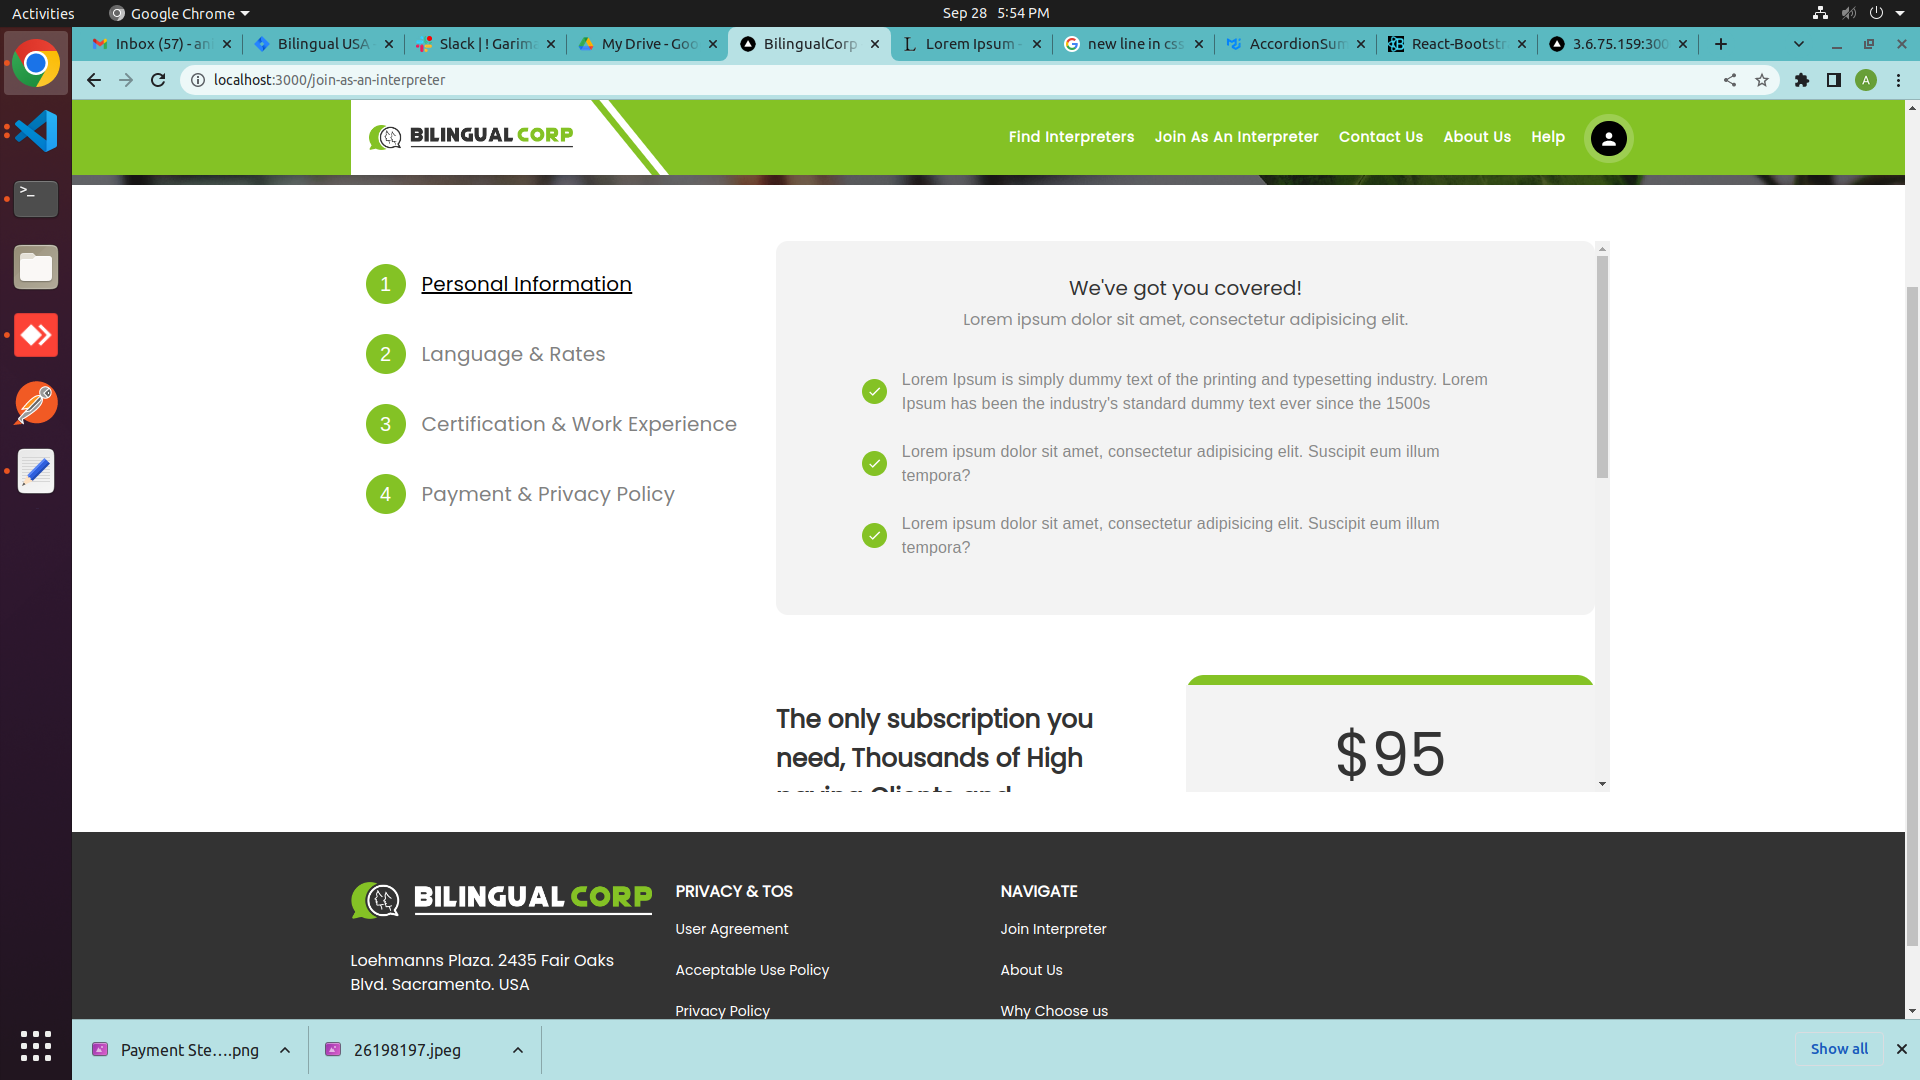 Activities
Google Chrome
Sep 28 5:54 PM
Inbox (57) - an
Bilingual USA
Slack | ! Garima
My Drive - Goo
BilingualCorp
Lorem Ipsum -
new line in css
AccordionSum
React-Bootstr
3.6.75.159:300
localhost:3000/join-as-an-interpreter
A
BILINGUAL CORP
Find Interpreters
Join As An Interpreter
Contact Us
About Us
Help
1 Personal Information
2 Language & Rates
3 Certification & Work Experience
4 Payment & Privacy Policy
We've got you covered!
Lorem ipsum dolor sit amet, consectetur adipisicing elit.
Lorem Ipsum is simply dummy text of the printing and typesetting industry. Lorem
Ipsum has been the industry's standard dummy text ever since the 1500s
Lorem ipsum dolor sit amet, consectetur adipisicing elit. Suscipit eum illum
tempora?
Lorem ipsum dolor sit amet, consectetur adipisicing elit. Suscipit eum illum
tempora?
The only subscription you
need, Thousands of High
paying Clients and
$95
BILINGUAL CORP
Loehmanns Plaza. 2435 Fair Oaks
Blvd. Sacramento. USA
PRIVACY & TOS
User Agreement
Acceptable Use Policy
Privacy Policy
NAVIGATE
Join Interpreter
About Us
Why Choose us
Payment Ste....png
26198197.jpeg
Show all